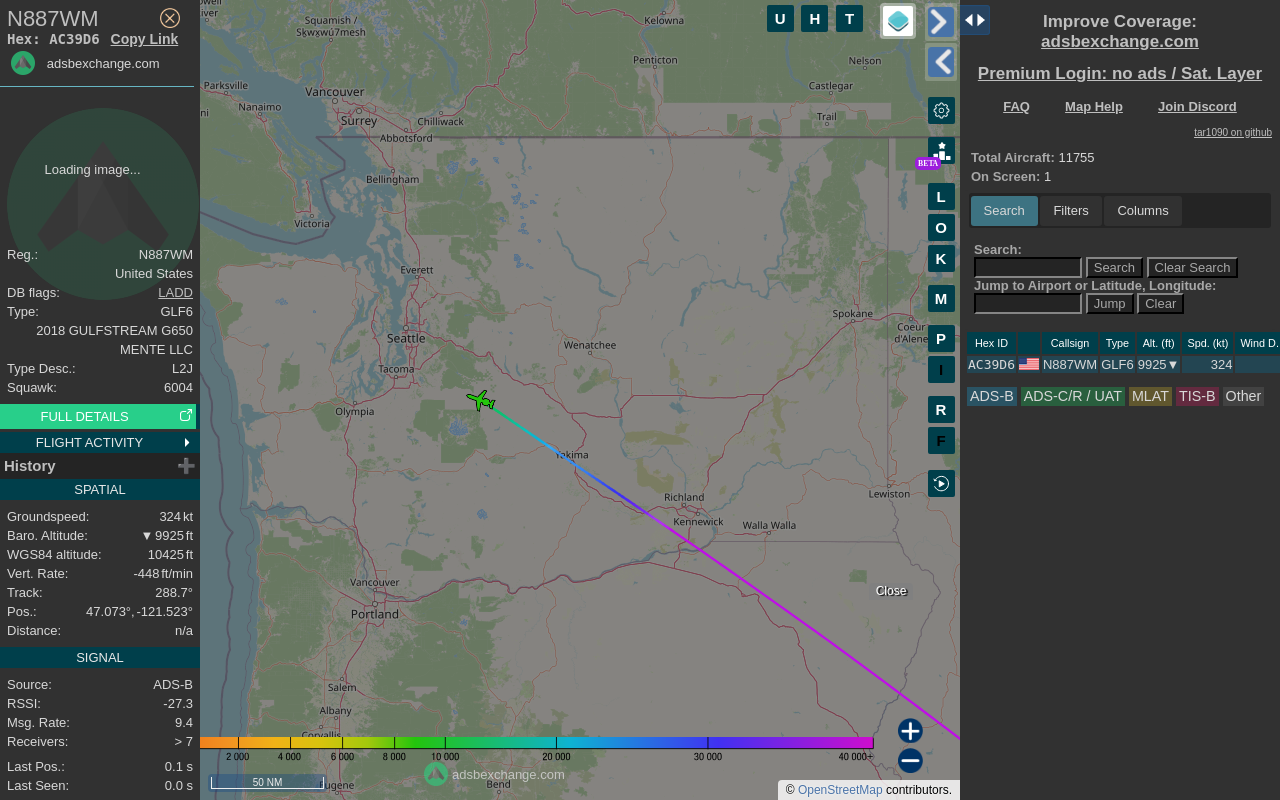 N887WM
Hex: AC39D6 Copy Link
adsbexchange.com
Loading image...
Reg.: N887WM
United States
DB flags: LADD
Type: GLF6
2018 GULFSTREAM G650
MENTE LLC
Type Desc.: L2J
Squawk: 6004
FULL DETAILS
FLIGHT ACTIVITY
History
SPATIAL
Groundspeed: 324 kt
Baro. Altitude: ▼ 9925 ft
WGS84 altitude: 10425 ft
Vert. Rate: -448 ft/min
Track: 288.7°
Pos.: 47.073°, -121.523°
Distance: n/a
SIGNAL
Source: ADS-B
RSSI: -27.3
Msg. Rate: 9.4
Receivers: > 7
Last Pos.: 0.1 s
Last Seen: 0.0 s
Squamish /
Sḵwx̱wú7mesh
Kelowna
Penticton
Nelson
Castlegar
Trail
Parksville
Nanaimo
Vancouver
Surrey
Chilliwack
Abbotsford
Bellingham
Victoria
Everett
Seattle
Tacoma
Olympia
Wenatchee
Spokane
Coeur
d'Alene
Yakima
Richland
Kennewick
Walla Walla
Lewiston
Vancouver
Portland
Salem
Albany
Corvallis
Eugene
Bend
U H T
BETA
L
O
K
M
P
I
R
F
Close
2 000 4 000 6 000 8 000 10 000 20 000 30 000 40 000+
adsbexchange.com
50 NM
© OpenStreetMap contributors.
Improve Coverage:
adsbexchange.com
Premium Login: no ads / Sat. Layer
FAQ Map Help Join Discord
tar1090 on github
Total Aircraft: 11755
On Screen: 1
Search Filters Columns
Search:
Search Clear Search
Jump to Airport or Latitude, Longitude:
Jump Clear
Hex ID Callsign Type Alt. (ft) Spd. (kt) Wind D.
AC39D6 N887WM GLF6 9925▼ 324
ADS-B ADS-C/R / UAT MLAT TIS-B Other